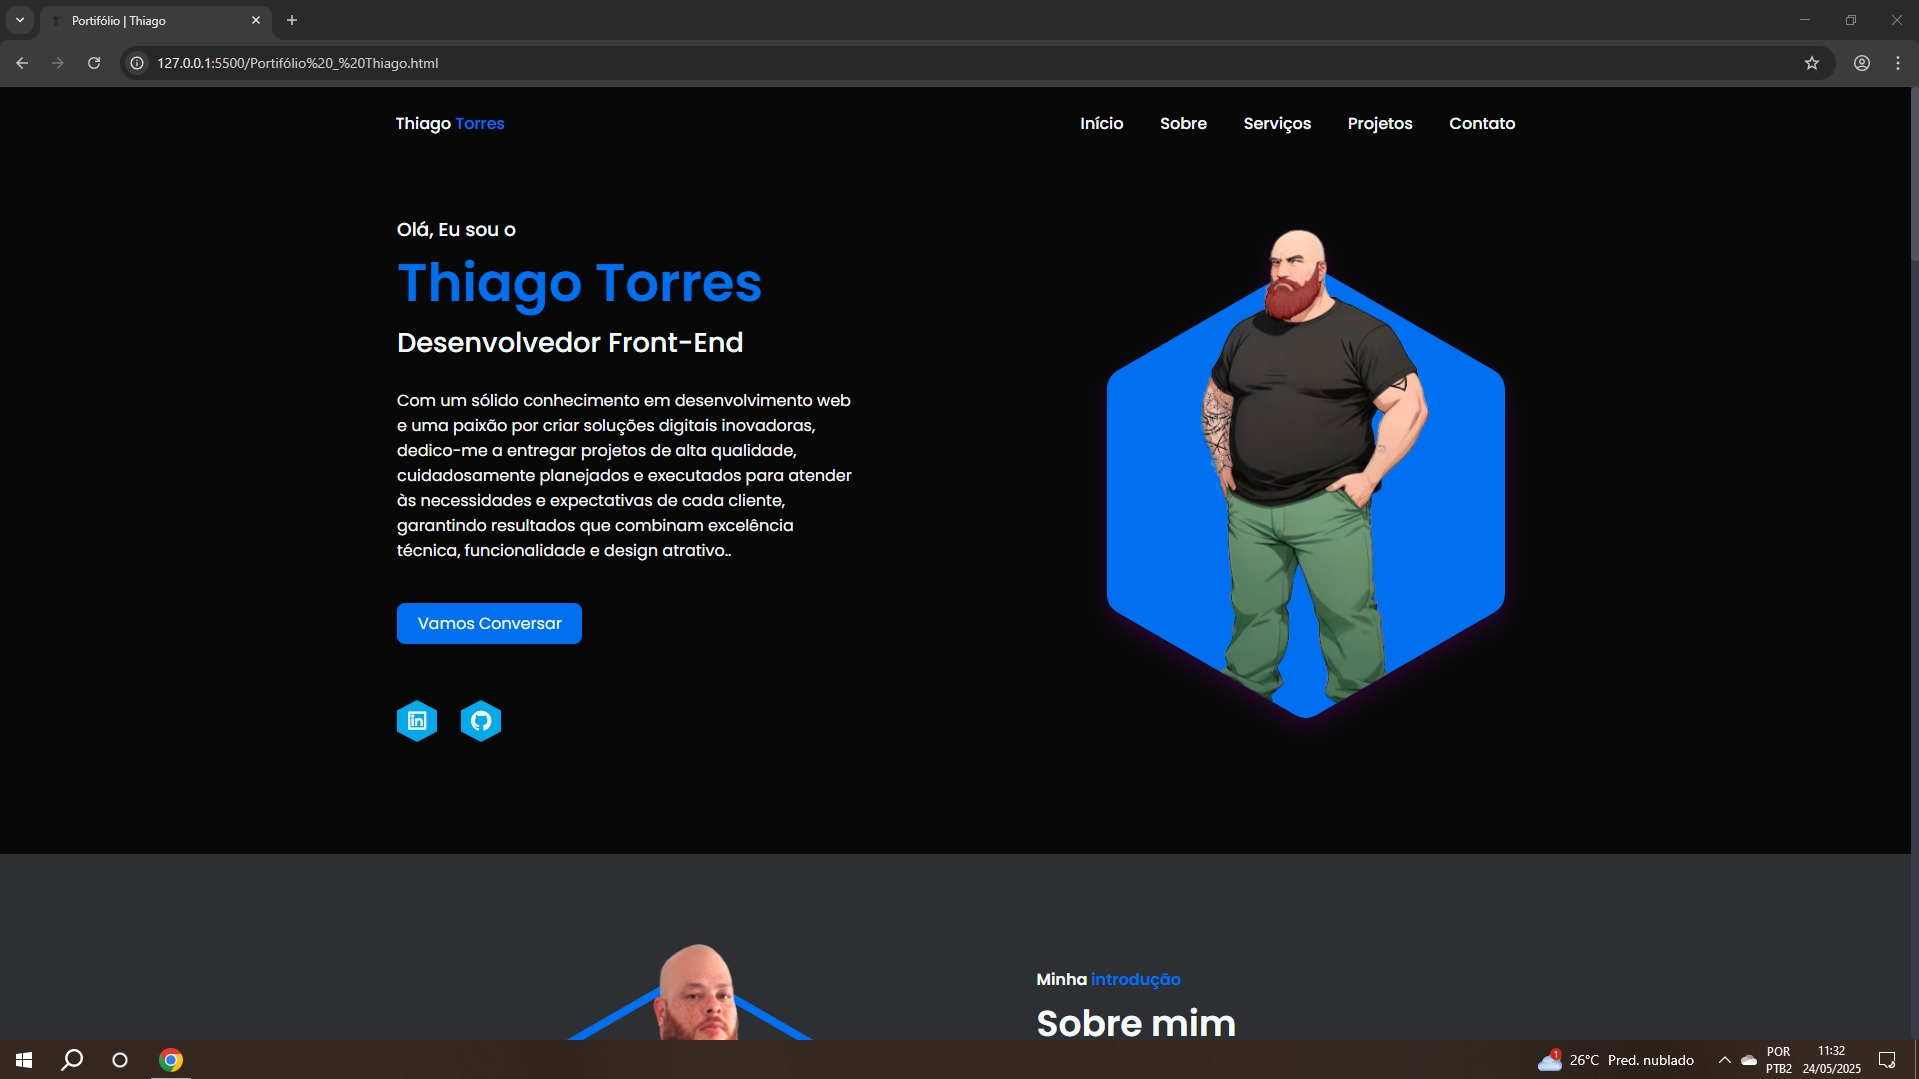 Portifólio | Thiago
127.0.0.1:5500/Portifólio%20_%20Thiago.html
Thiago Torres
Início Sobre Serviços Projetos Contato
Olá, Eu sou o
Thiago Torres
Desenvolvedor Front-End
Com um sólido conhecimento em desenvolvimento web
e uma paixão por criar soluções digitais inovadoras,
dedico-me a entregar projetos de alta qualidade,
cuidadosamente planejados e executados para atender
às necessidades e expectativas de cada cliente,
garantindo resultados que combinam excelência
técnica, funcionalidade e design atrativo..
Vamos Conversar
in
Minha introdução
Sobre mim
1
26°C Pred. nublado
POR
PTB2
11:32
24/05/2025